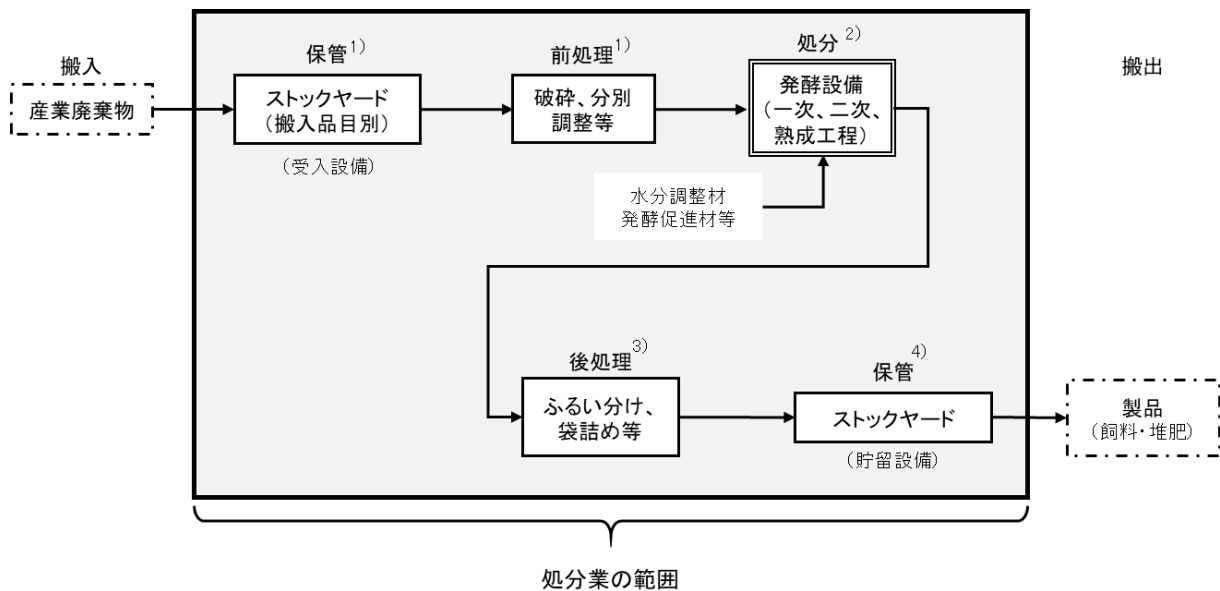 搬入
産業廃棄物
保管1)
ストックヤード
(搬入品目別)
(受入設備)
前処理1)
破砕、分別
調整等
処分2)
発酵設備
(一次、二次、
熟成工程)
水分調整材
発酵促進材等
搬出
後処理3)
ふるい分け、
袋詰め等
保管4)
ストックヤード
(貯留設備)
製品
(飼料・堆肥)
処分業の範囲